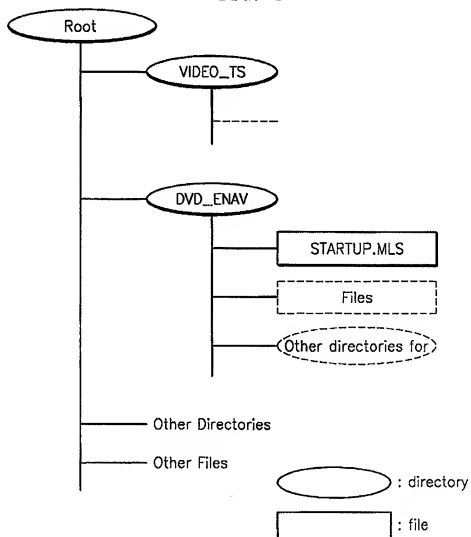 Root
VIDEO_TS
DVD_ENAV
STARTUP.MLS
Files
Other directories for
Other Directories
Other Files
: directory
: file